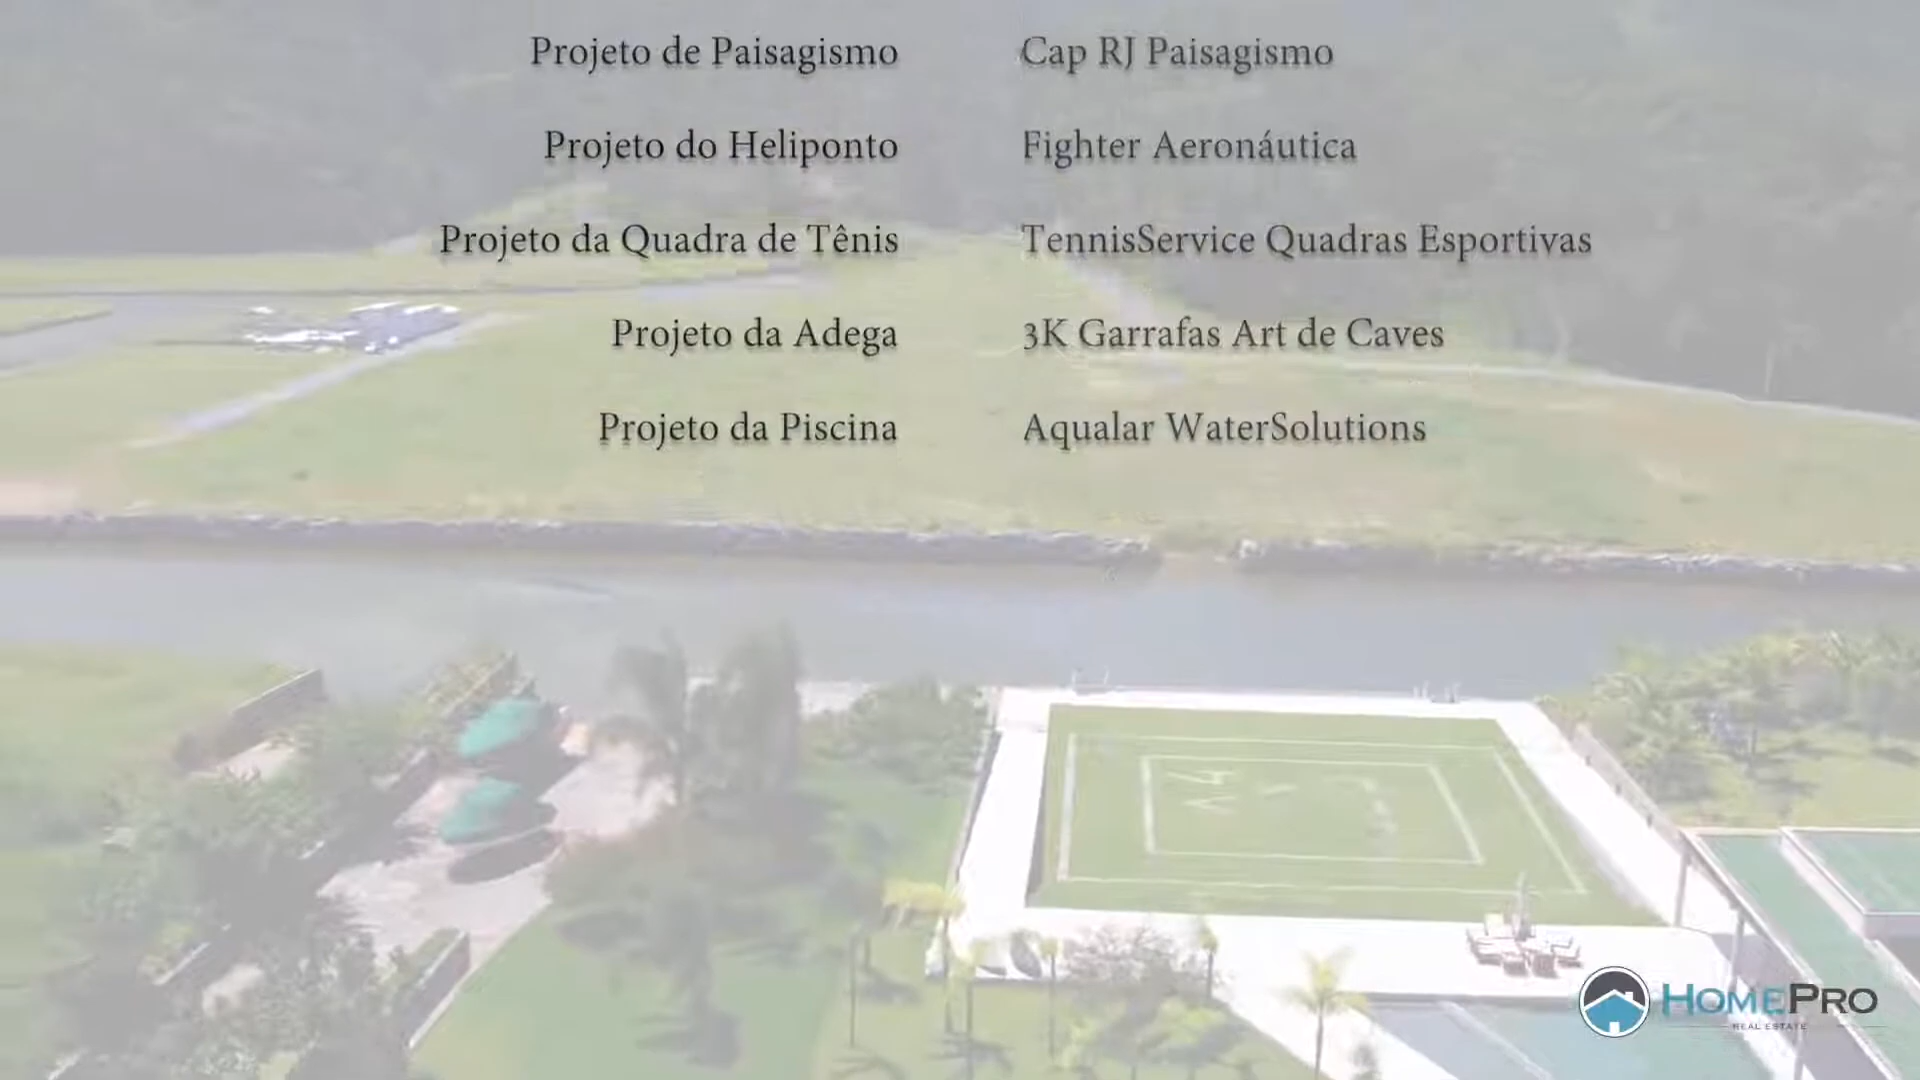 Projeto de Paisagismo Cap RJ Paisagismo
Projeto do Heliponto Fighter Aeronáutica
Projeto da Quadra de Tênis TennisService Quadras Esportivas
Projeto da Adega 3K Garrafas Art de Caves
Projeto da Piscina Aqualar WaterSolutions
HOMEPRO
REAL ESTATE